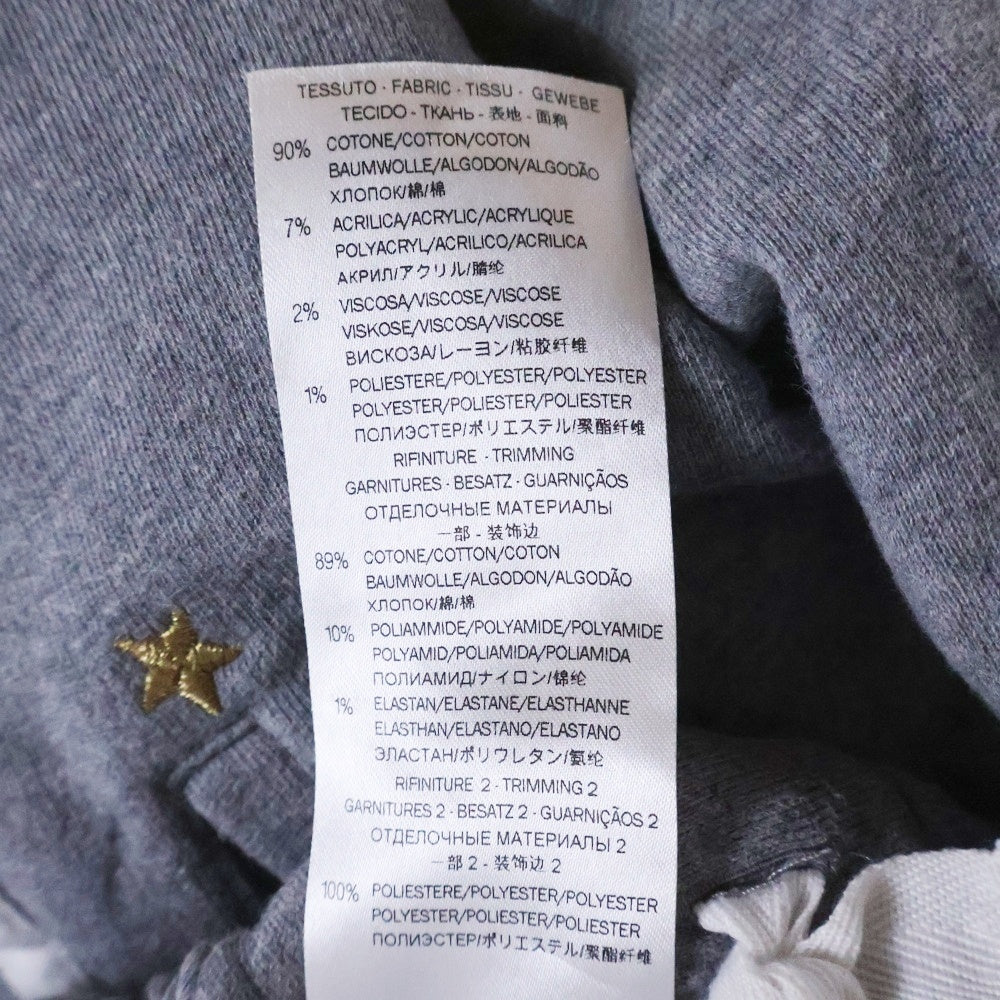 TESSUTO - FABRIC - TISSU - GEWEBE
TECIDO - ТКАНЬ - 表地 - 面料
90% COTONE/COTTON/COTON
BAUMWOLLE/ALGODON/ALGODÃO
ХЛОПОК/綿/棉
7% ACRILICA/ACRYLIC/ACRYLIQUE
POLYACRYL/ACRILICO/ACRILICA
АКРИЛ/アクリル/腈纶
2% VISCOSA/VISCOSE/VISCOSE
VISKOSE/VISCOSA/VISCOSE
ВИСКОЗА/レーヨン/粘胶纤维
1% POLIESTERE/POLYESTER/POLYESTER
POLYESTER/POLIESTER/POLIESTER
ПОЛИЭСТЕР/ポリエステル/聚酯纤维
RIFINITURE - TRIMMING
GARNITURES - BESATZ - GUARNIÇÃOS
ОТДЕЛОЧНЫЕ МАТЕРИАЛЫ
一部 - 装饰边
89% COTONE/COTTON/COTON
BAUMWOLLE/ALGODON/ALGODÃO
ХЛОПОК/綿/棉
10% POLIAMMIDE/POLYAMIDE/POLYAMIDE
POLYAMID/POLIAMIDA/POLIAMIDA
ПОЛИАМИД/ナイロン/锦纶
1% ELASTAN/ELASTANE/ELASTHANNE
ELASTHAN/ELASTANO/ELASTANO
ЭЛАСТАН/ポリウレタン/氨纶
RIFINITURE 2 - TRIMMING 2
GARNITURES 2 - BESATZ 2 - GUARNIÇÃOS 2
ОТДЕЛОЧНЫЕ МАТЕРИАЛЫ 2
一部 2 - 装饰边 2
100% POLIESTERE/POLYESTER/POLYESTER
POLYESTER/POLIESTER/POLIESTER
ПОЛИЭСТЕР/ポリエステル/聚酯纤维